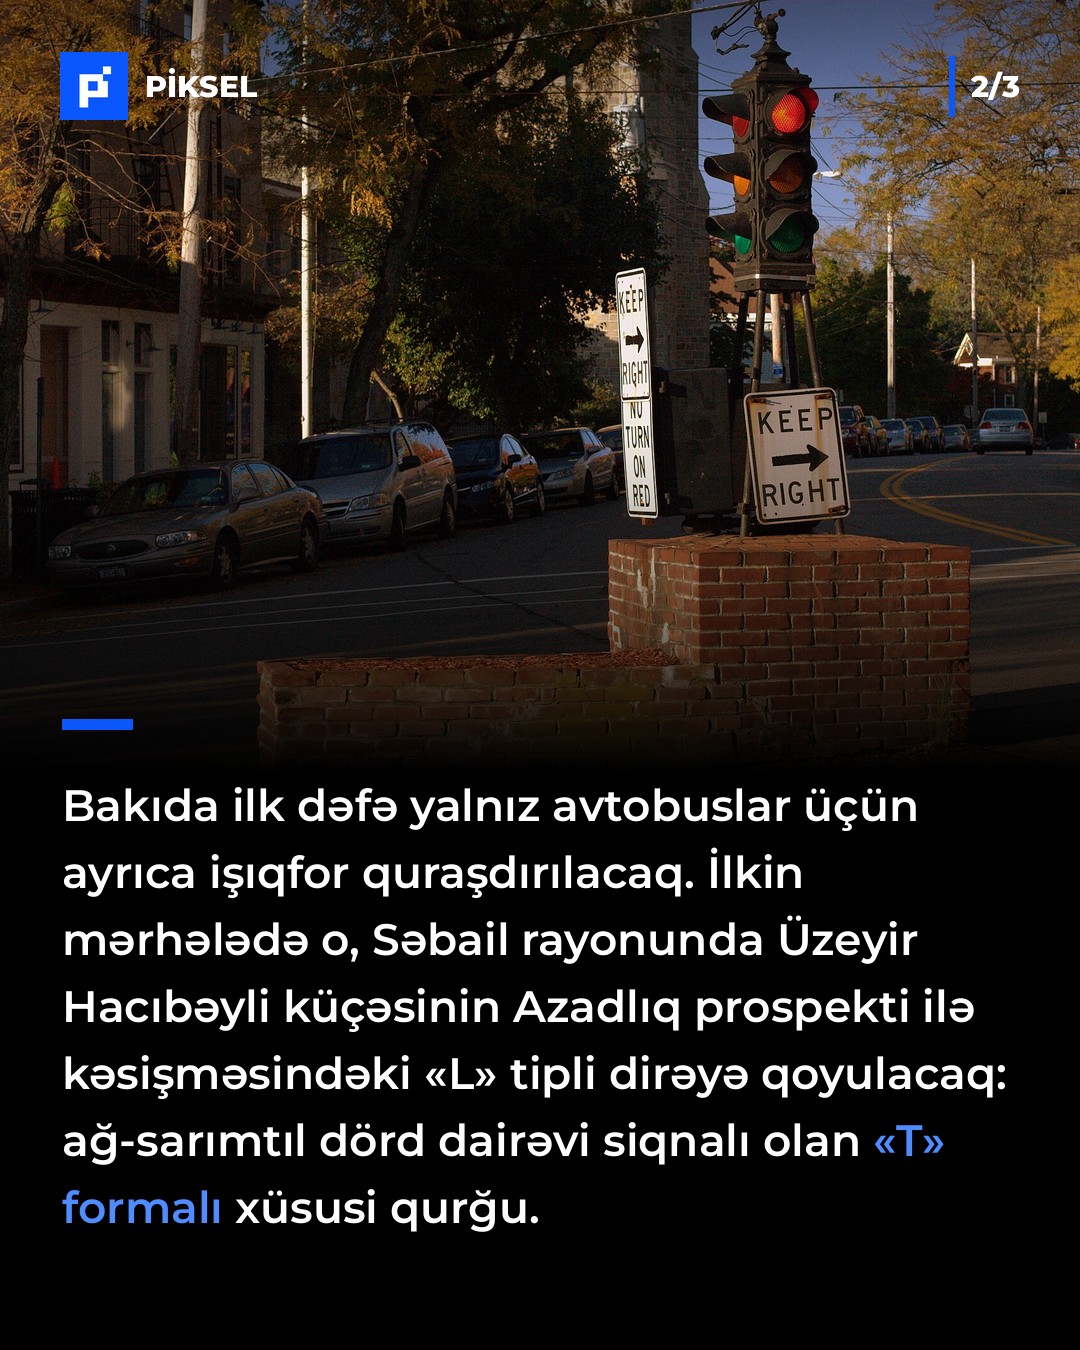 PİKSEL
2/3
KEEP
RIGHT
NO
TURN
ON
RED
KEEP
RIGHT
Bakıda ilk dəfə yalnız avtobuslar üçün
ayrıca işıqfor quraşdırılacaq. İlkin
mərhələdə o, Səbail rayonunda Üzeyir
Hacıbəyli küçəsinin Azadlıq prospekti ilə
kəsişməsindəki «L» tipli dirəyə qoyulacaq:
ağ-sarımtıl dörd dairəvi siqnalı olan «T»
formalı xüsusi qurğu.